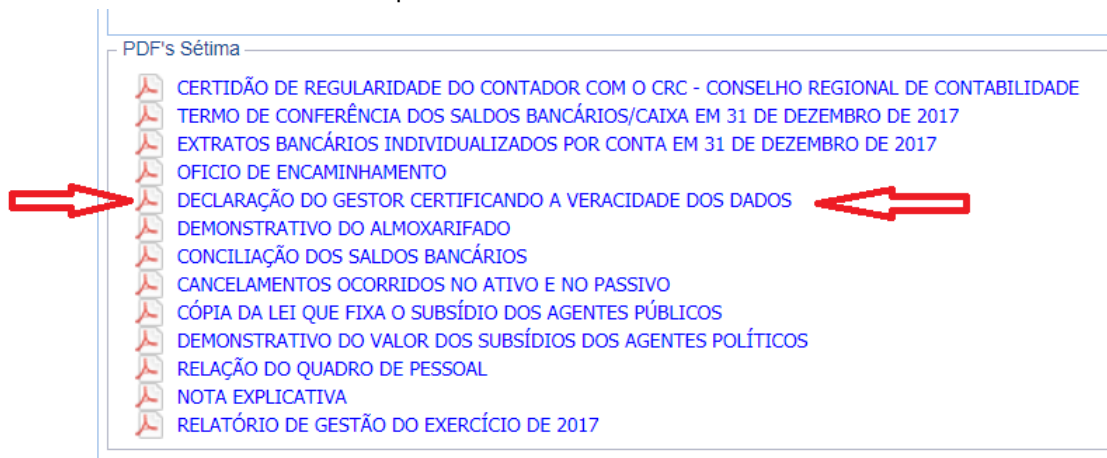 PDF's Sétima
CERTIDÃO DE REGULARIDADE DO CONTADOR COM O CRC - CONSELHO REGIONAL DE CONTABILIDADE
TERMO DE CONFERÊNCIA DOS SALDOS BANCÁRIOS/CAIXA EM 31 DE DEZEMBRO DE 2017
EXTRATOS BANCÁRIOS INDIVIDUALIZADOS POR CONTA EM 31 DE DEZEMBRO DE 2017
OFICIO DE ENCAMINHAMENTO
DECLARAÇÃO DO GESTOR CERTIFICANDO A VERACIDADE DOS DADOS
DEMONSTRATIVO DO ALMOXARIFADO
CONCILIAÇÃO DOS SALDOS BANCÁRIOS
CANCELAMENTOS OCORRIDOS NO ATIVO E NO PASSIVO
CÓPIA DA LEI QUE FIXA O SUBSÍDIO DOS AGENTES PÚBLICOS
DEMONSTRATIVO DO VALOR DOS SUBSÍDIOS DOS AGENTES POLÍTICOS
RELAÇÃO DO QUADRO DE PESSOAL
NOTA EXPLICATIVA
RELATÓRIO DE GESTÃO DO EXERCÍCIO DE 2017